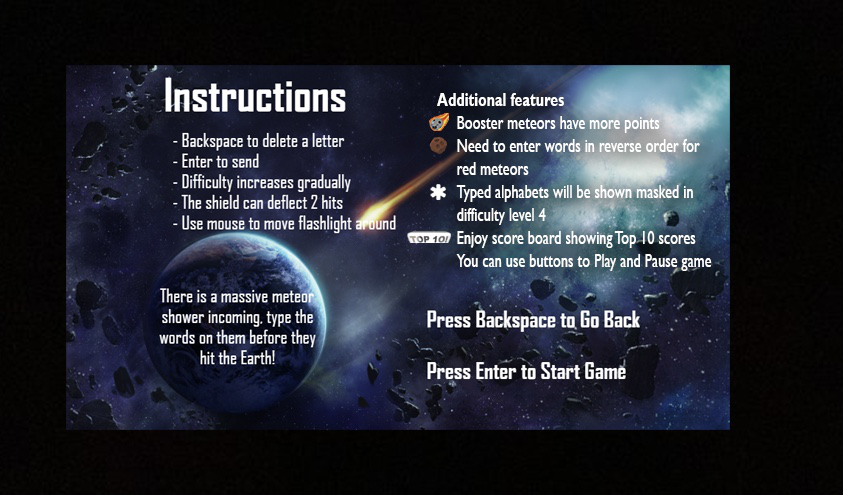 Instructions
- Backspace to delete a letter
- Enter to send
- Difficulty increases gradually
- The shield can deflect 2 hits
- Use mouse to move flashlight around
There is a massive meteor
shower incoming, type the
words on them before they
hit the Earth!
Additional features
Booster meteors have more points
Need to enter words in reverse order for
red meteors
Typed alphabets will be shown masked in
difficulty level 4
TOP 10!
Enjoy score board showing Top 10 scores
You can use buttons to Play and Pause game
Press Backspace to Go Back
Press Enter to Start Game